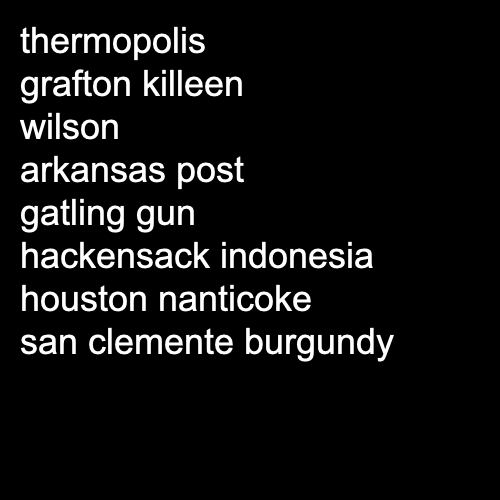 thermopolis
grafton killeen
wilson
arkansas post
gatling gun
hackensack indonesia
houston nanticoke
san clemente burgundy